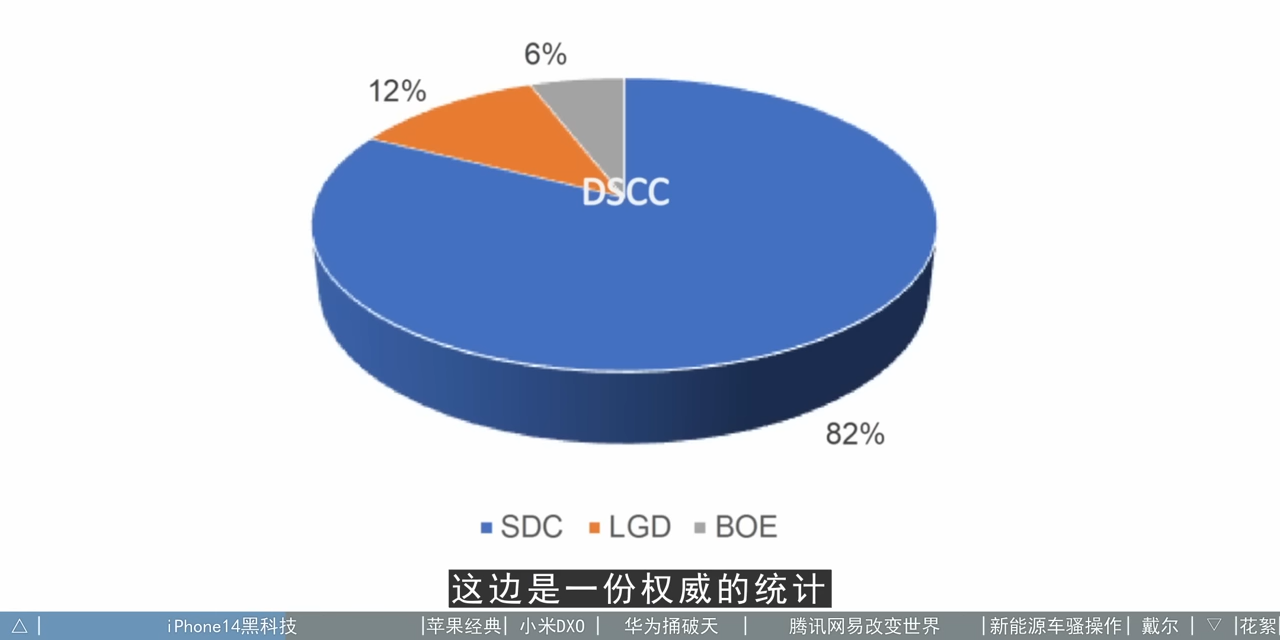 6%
12%
DSCC
82%
SDC LGD BOE
这边是一份权威的统计
△ | iPhone14黑科技 |苹果经典| 小米DXO | 华为捅破天 | 腾讯网易改变世界 |新能源车骚操作| 戴尔 | ▽ |花絮